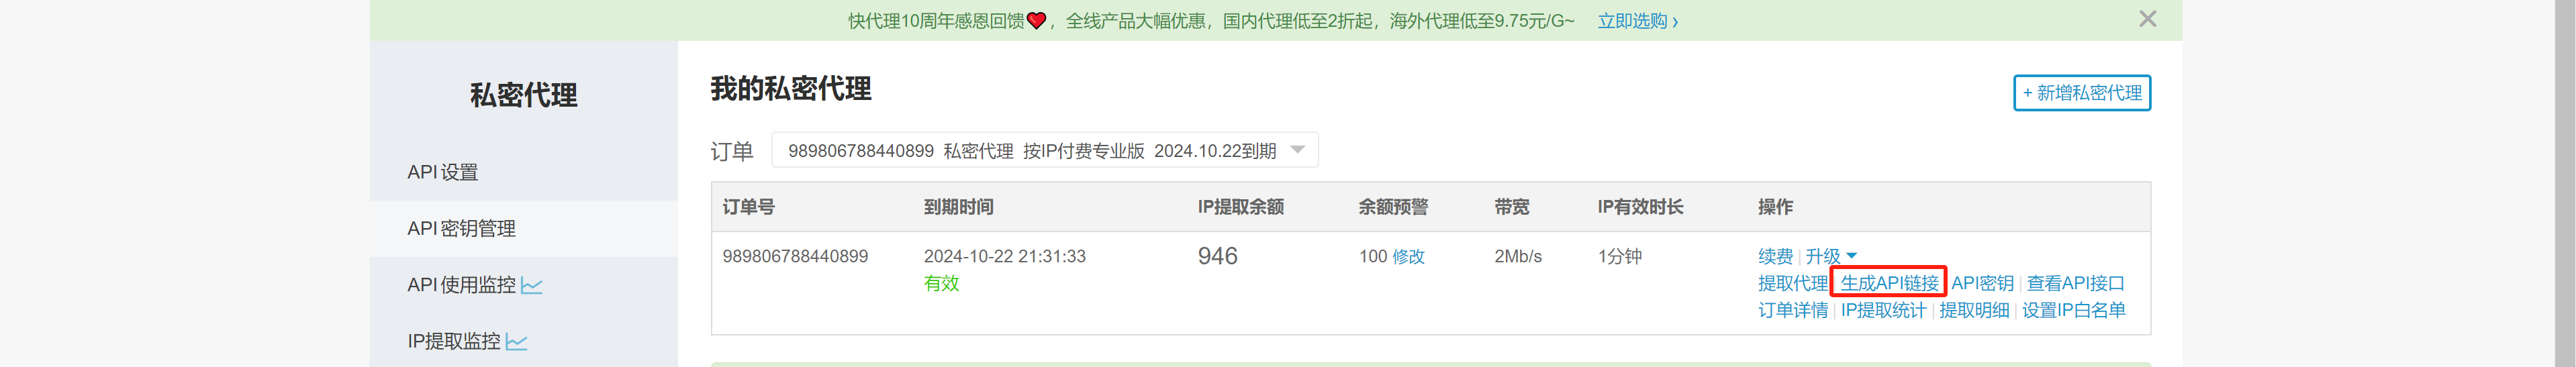 快代理10周年感恩回馈❤️，全线产品大幅优惠，国内代理低至2折起，海外代理低至9.75元/G~ 立即选购 ›
私密代理
API 设置
API 密钥管理
API 使用监控
IP提取监控
我的私密代理
+ 新增私密代理
订单 989806788440899 私密代理 按IP付费专业版 2024.10.22到期
订单号 到期时间 IP提取余额 余额预警 带宽 IP有效时长 操作
989806788440899 2024-10-22 21:31:33 946 100 修改 2Mb/s 1分钟 续费 | 升级
有效 提取代理 生成API链接 API密钥 | 查看API接口
订单详情 | IP提取统计 | 提取明细 | 设置IP白名单